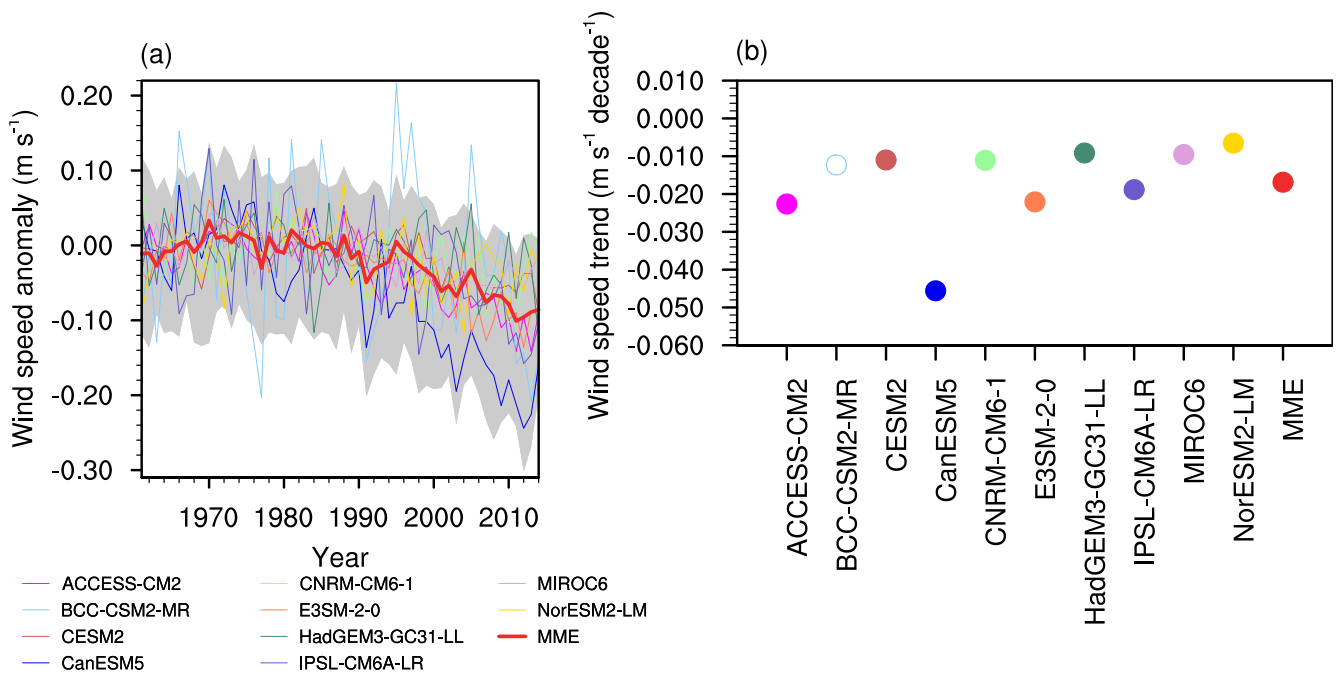 (a)
Wind speed anomaly (m s⁻¹)
0.20
0.10
0.00
-0.10
-0.20
-0.30
1970 1980 1990 2000 2010
Year
ACCESS-CM2
BCC-CSM2-MR
CESM2
CanESM5
CNRM-CM6-1
E3SM-2-0
HadGEM3-GC31-LL
IPSL-CM6A-LR
MIROC6
NorESM2-LM
MME
(b)
Wind speed trend (m s⁻¹ decade⁻¹)
0.010
0.000
-0.010
-0.020
-0.030
-0.040
-0.050
-0.060
ACCESS-CM2
BCC-CSM2-MR
CESM2
CanESM5
CNRM-CM6-1
E3SM-2-0
HadGEM3-GC31-LL
IPSL-CM6A-LR
MIROC6
NorESM2-LM
MME